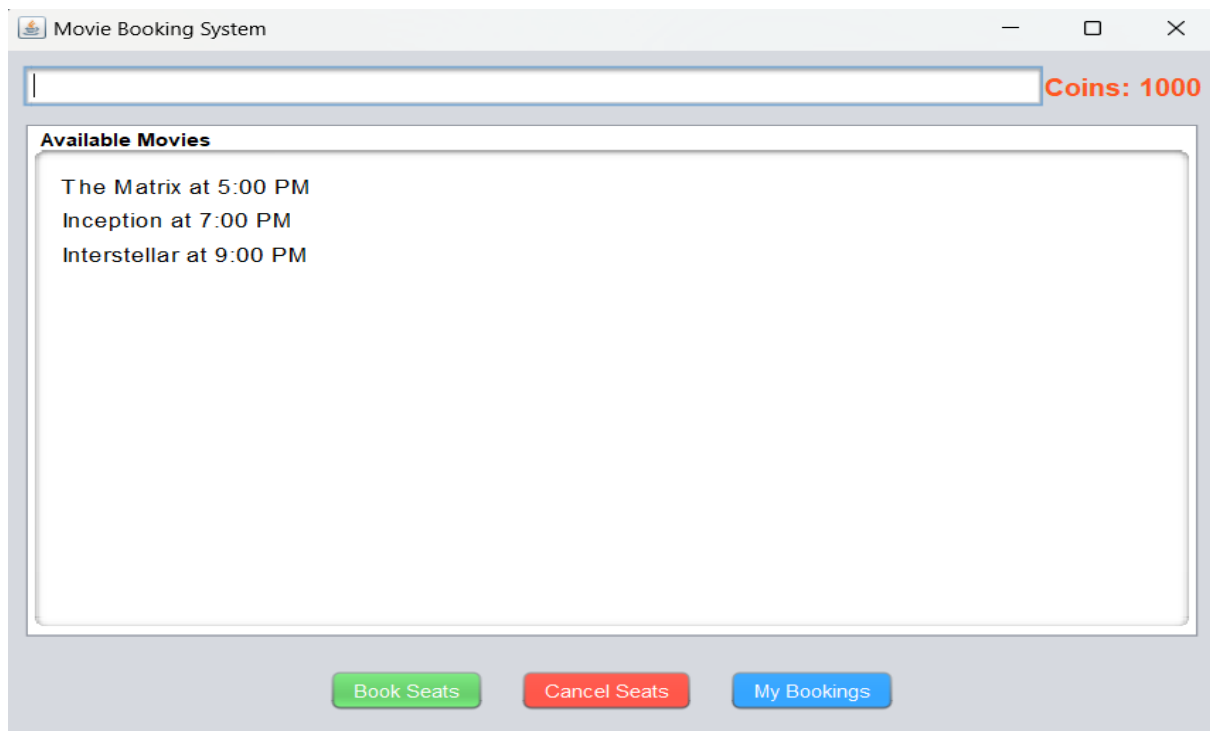 Movie Booking System
Coins: 1000
Available Movies
The Matrix at 5:00 PM
Inception at 7:00 PM
Interstellar at 9:00 PM
Book Seats Cancel Seats My Bookings